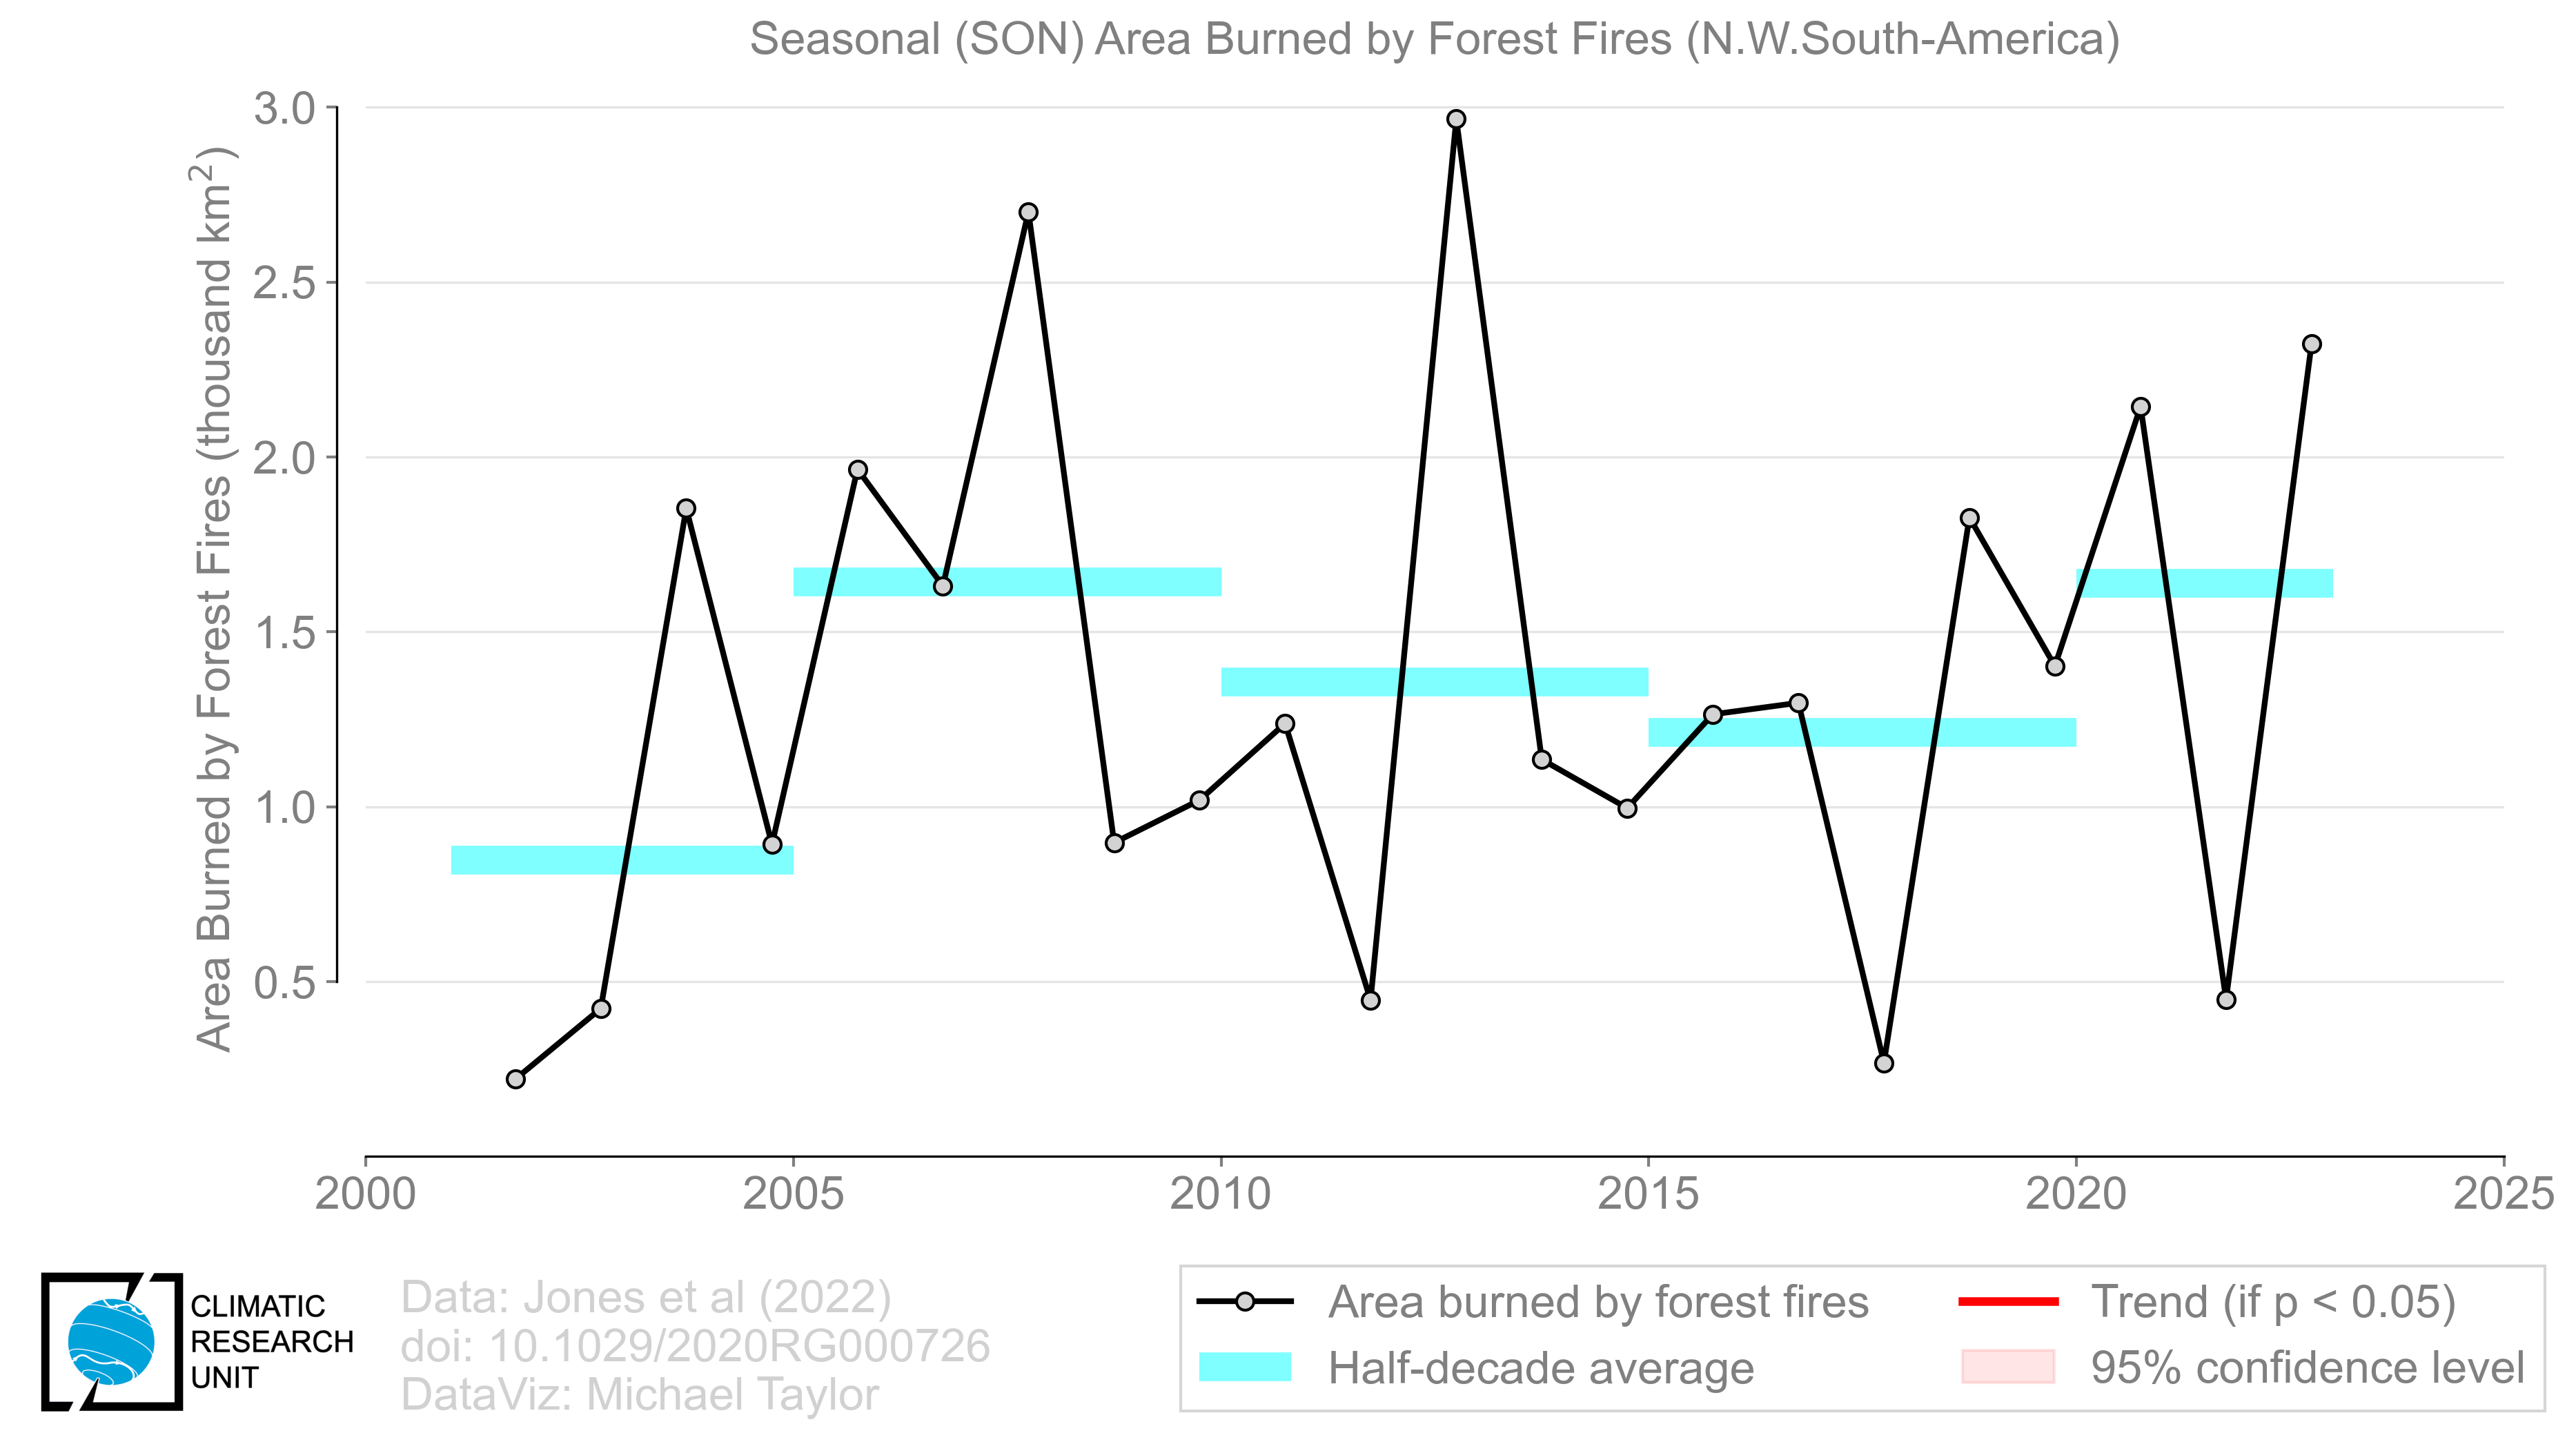 Seasonal (SON) Area Burned by Forest Fires (N.W.South-America)
Area Burned by Forest Fires (thousand km²)
3.0
2.5
2.0
1.5
1.0
0.5
2000 2005 2010 2015 2020 2025
CLIMATIC
RESEARCH
UNIT
Data: Jones et al (2022)
doi: 10.1029/2020RG000726
DataViz: Michael Taylor
Area burned by forest fires
Half-decade average
Trend (if p < 0.05)
95% confidence level